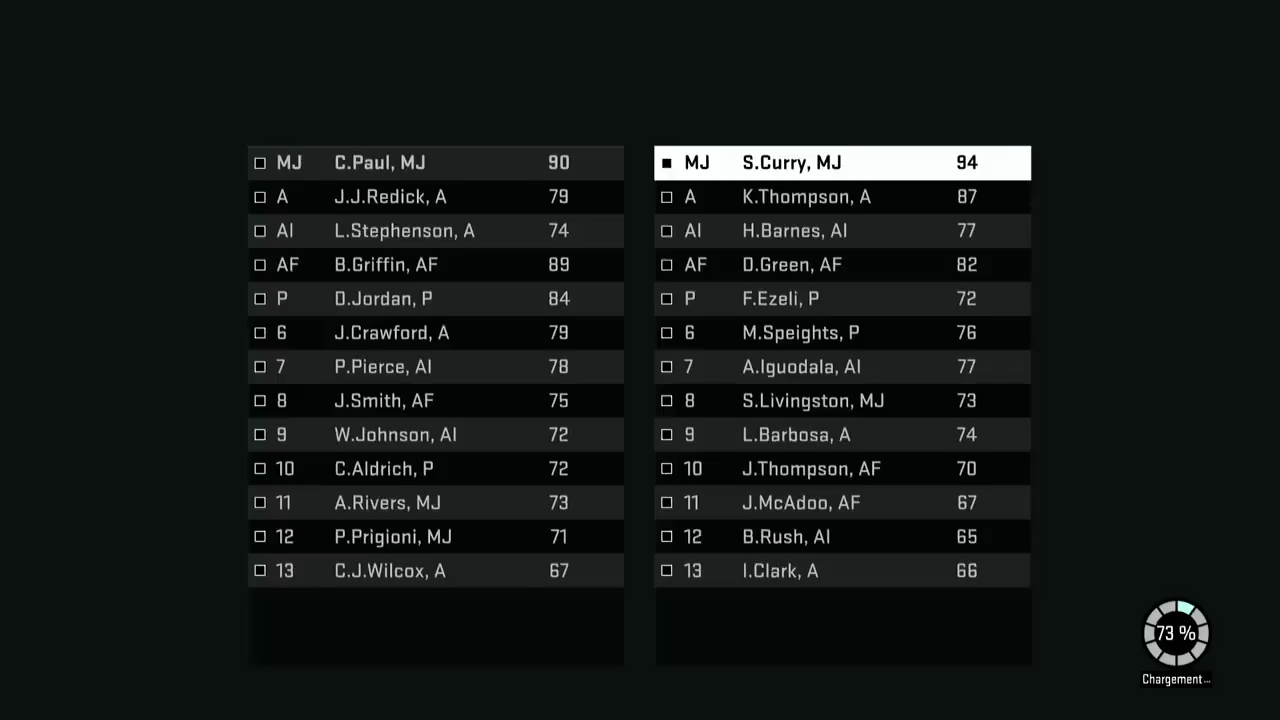 MJ C.Paul, MJ 90
A J.J.Redick, A 79
AI L.Stephenson, A 74
AF B.Griffin, AF 89
P D.Jordan, P 84
6 J.Crawford, A 79
7 P.Pierce, AI 78
8 J.Smith, AF 75
9 W.Johnson, AI 72
10 C.Aldrich, P 72
11 A.Rivers, MJ 73
12 P.Prigioni, MJ 71
13 C.J.Wilcox, A 67
MJ S.Curry, MJ 94
A K.Thompson, A 87
AI H.Barnes, AI 77
AF D.Green, AF 82
P F.Ezeli, P 72
6 M.Speights, P 76
7 A.Iguodala, AI 77
8 S.Livingston, MJ 73
9 L.Barbosa, A 74
10 J.Thompson, AF 70
11 J.McAdoo, AF 67
12 B.Rush, AI 65
13 I.Clark, A 66
73 %
Chargement...